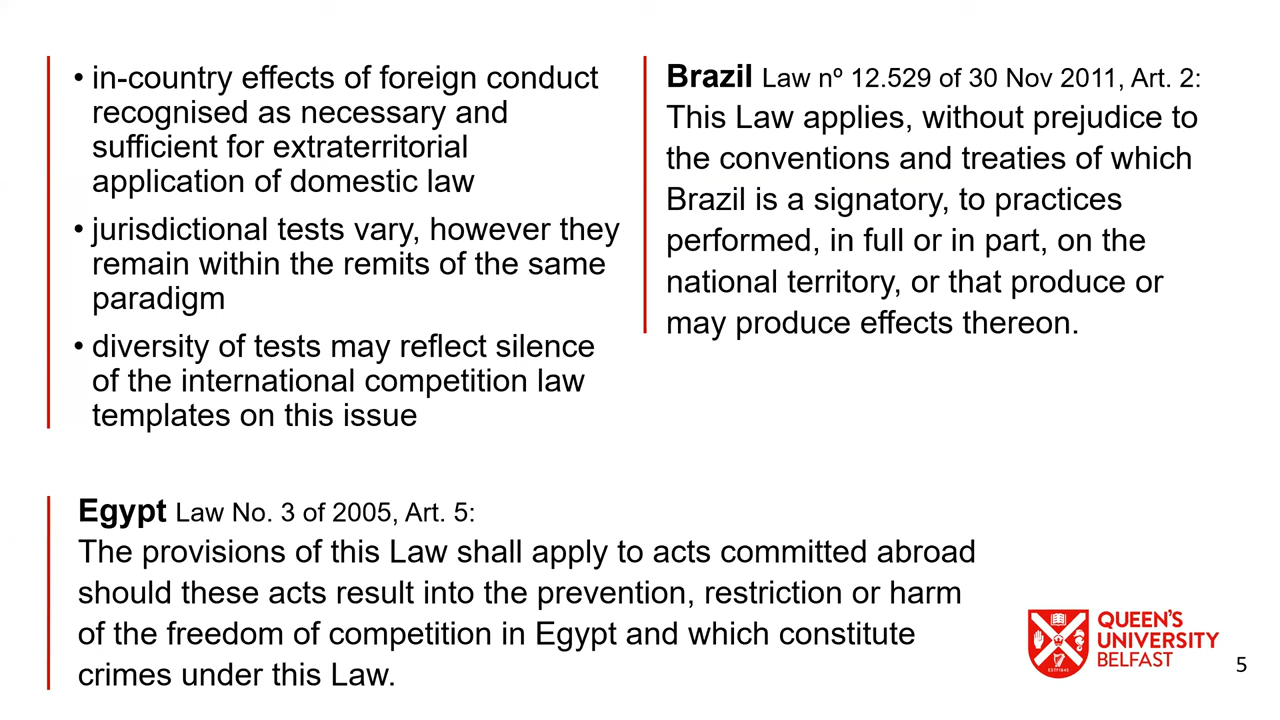 • in-country effects of foreign conduct
recognised as necessary and
sufficient for extraterritorial
application of domestic law
• jurisdictional tests vary, however they
remain within the remits of the same
paradigm
• diversity of tests may reflect silence
of the international competition law
templates on this issue
Brazil Law nº 12.529 of 30 Nov 2011, Art. 2:
This Law applies, without prejudice to
the conventions and treaties of which
Brazil is a signatory, to practices
performed, in full or in part, on the
national territory, or that produce or
may produce effects thereon.
Egypt Law No. 3 of 2005, Art. 5:
The provisions of this Law shall apply to acts committed abroad
should these acts result into the prevention, restriction or harm
of the freedom of competition in Egypt and which constitute
crimes under this Law.
QUEEN'S
UNIVERSITY
BELFAST
ESTD1845
5